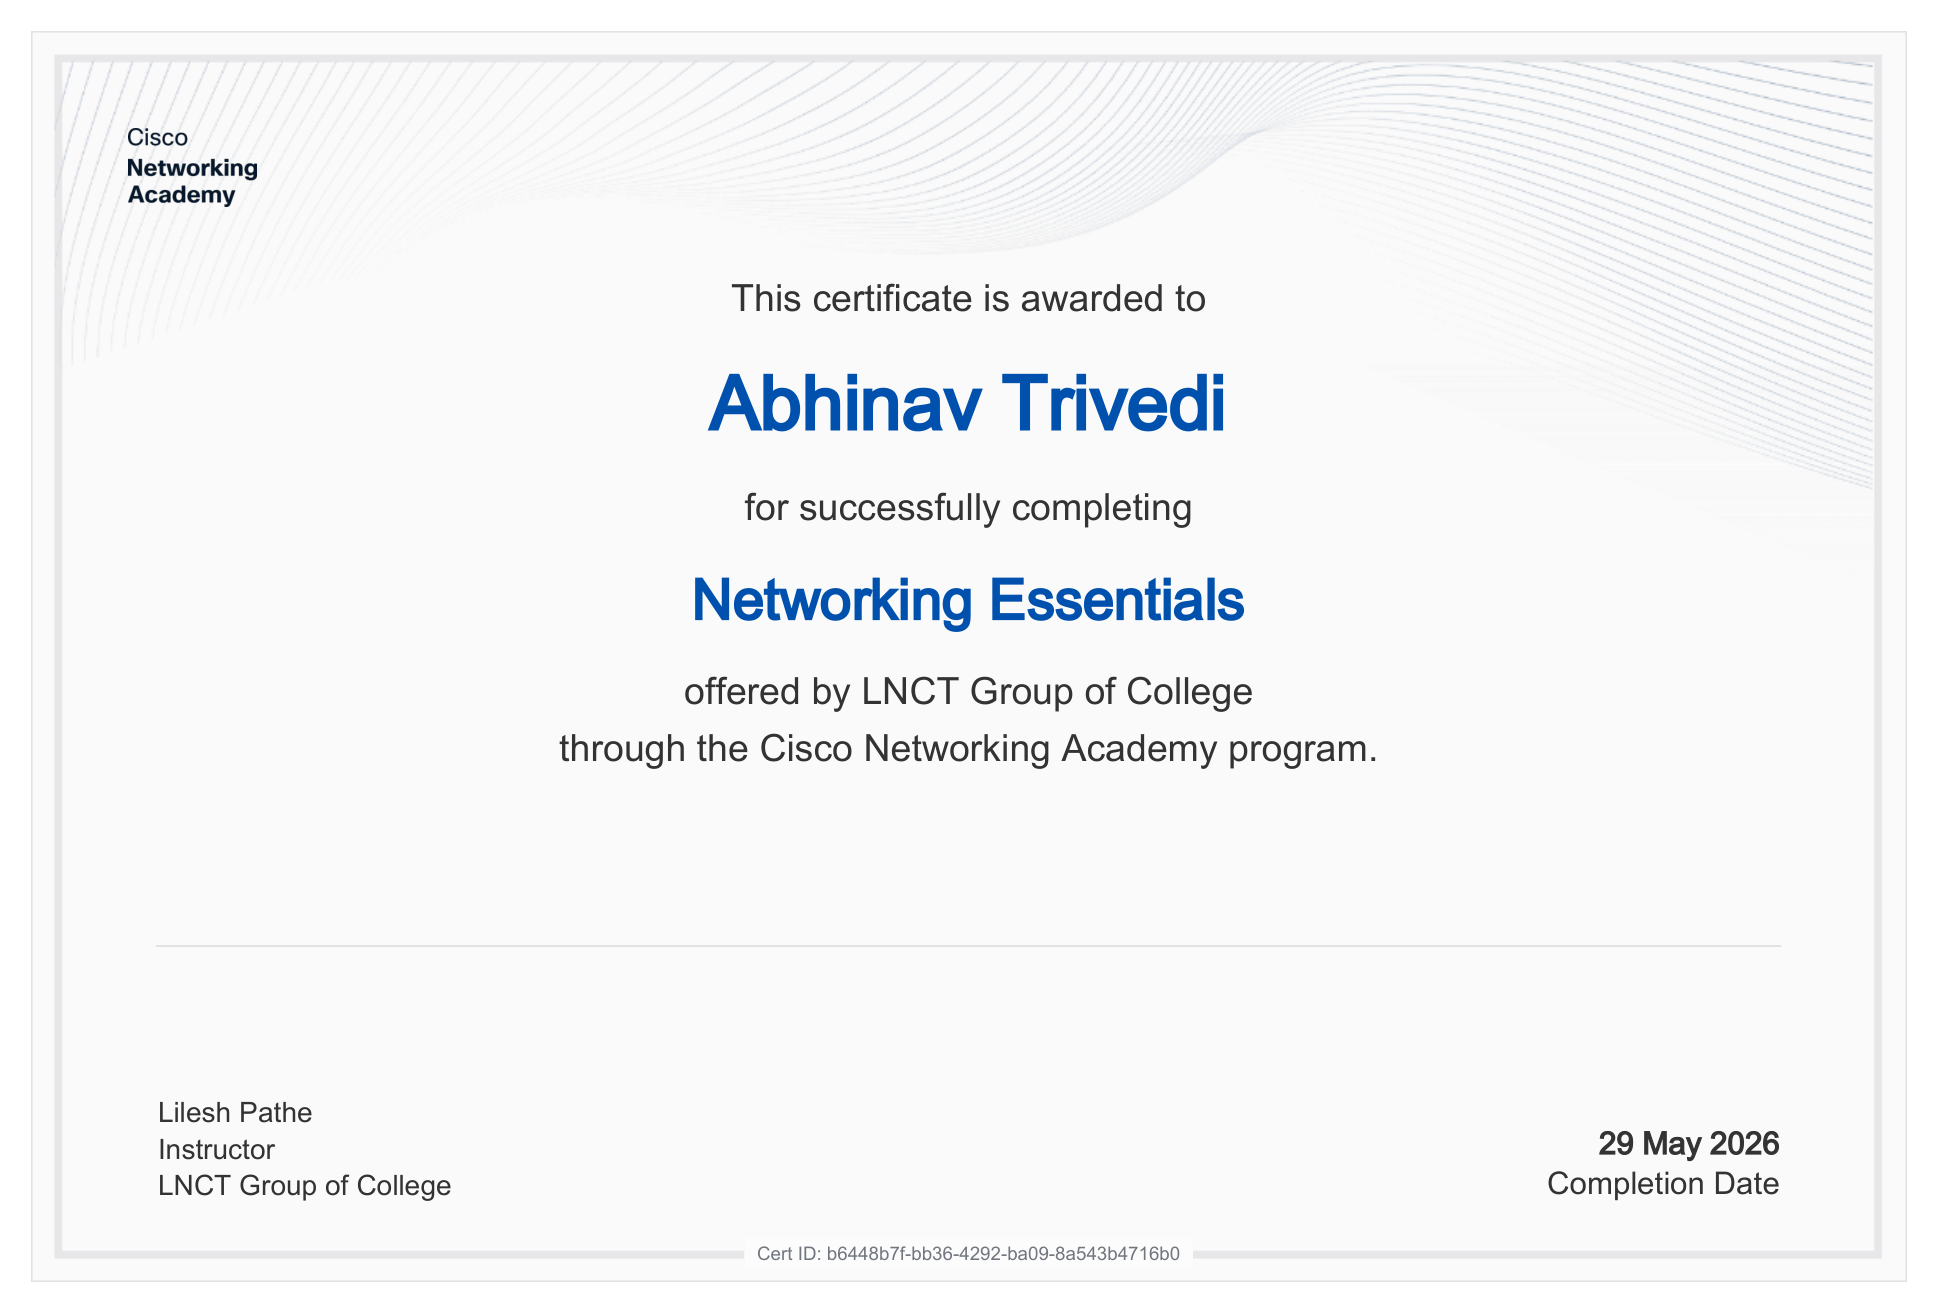 Cisco
Networking
Academy
This certificate is awarded to
Abhinav Trivedi
for successfully completing
Networking Essentials
offered by LNCT Group of College
through the Cisco Networking Academy program.
Lilesh Pathe
Instructor
LNCT Group of College
29 May 2026
Completion Date
Cert ID: b6448b7f-bb36-4292-ba09-8a543b4716b0